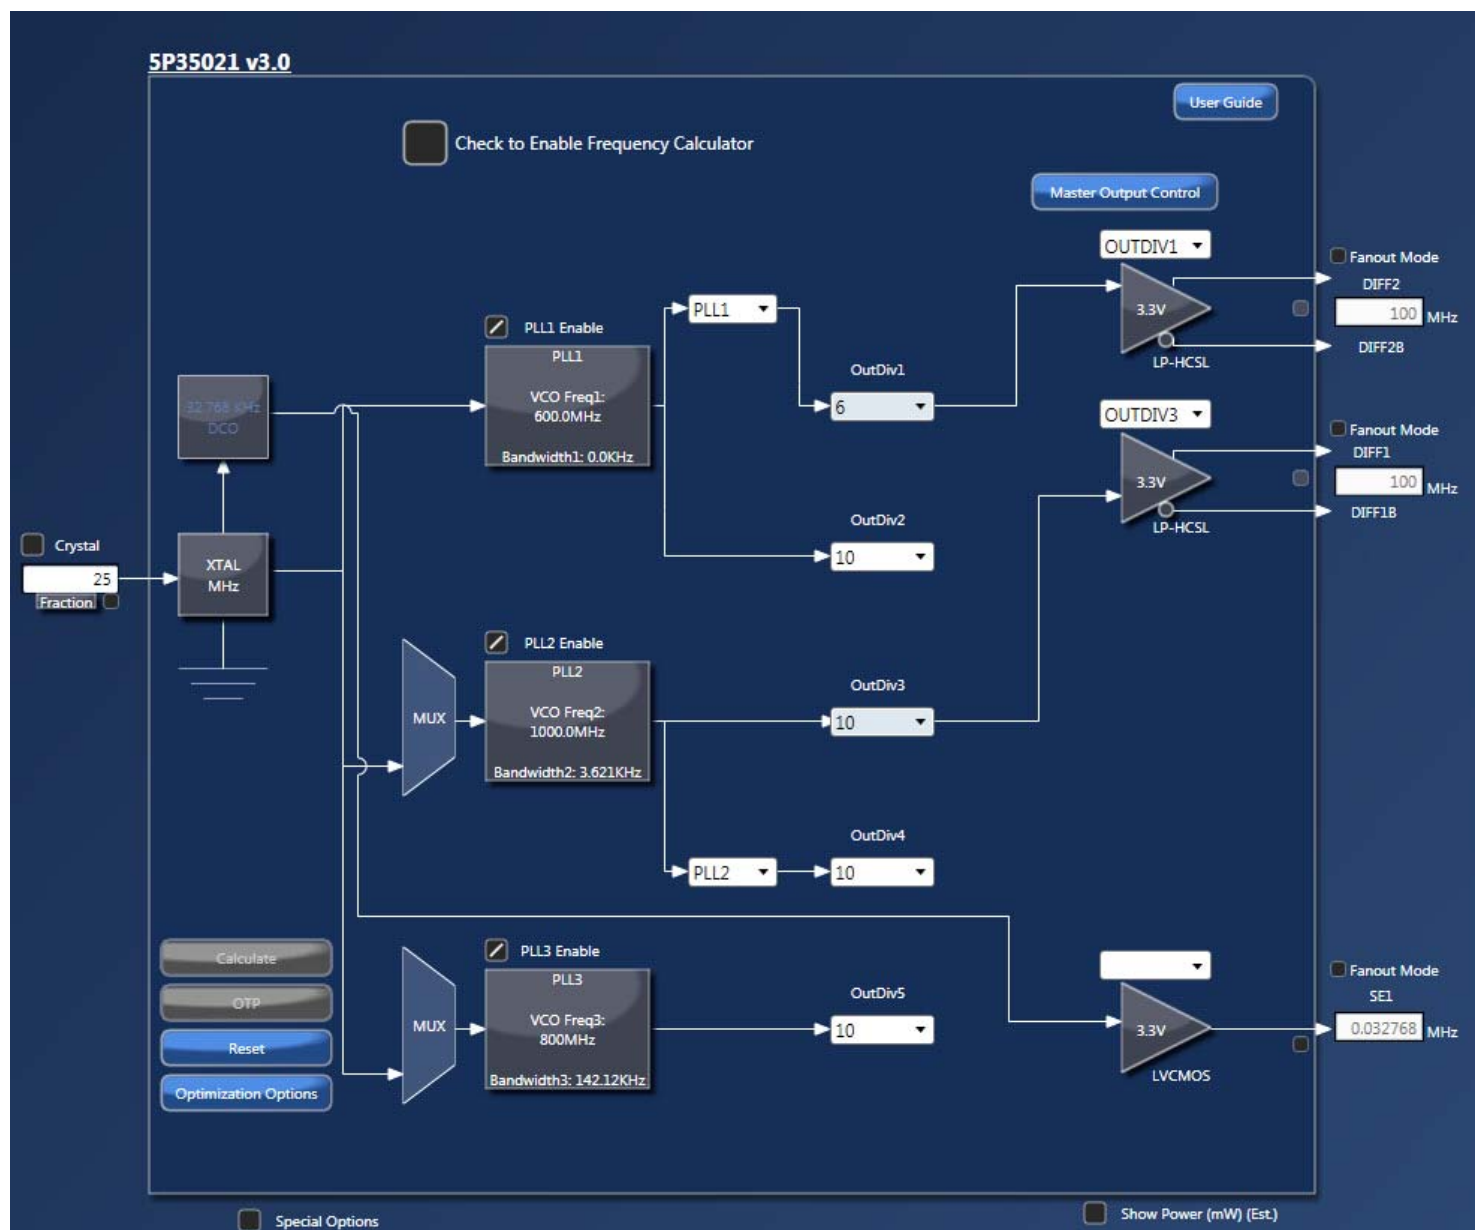 5P35021 v3.0
User Guide
Check to Enable Frequency Calculator
Master Output Control
OUTDIV1
Fanout Mode
DIFF2
PLL1
3.3V
100 MHz
PLL1 Enable
PLL1
DIFF2B
LP-HCSL
OutDiv1
32.768 KHz
DCO
VCO Freq1:
600.0MHz
6
OUTDIV3
Fanout Mode
Bandwidth1: 0.0KHz
DIFF1
3.3V
100 MHz
DIFF1B
OutDiv2
LP-HCSL
Crystal
10
XTAL
MHz
25
Fraction
PLL2 Enable
PLL2
OutDiv3
MUX
VCO Freq2:
1000.0MHz
10
Bandwidth2: 3.621KHz
OutDiv4
PLL2
10
Calculate
PLL3 Enable
Fanout Mode
PLL3
OutDiv5
SE1
OTP
MUX
VCO Freq3:
800MHz
10
3.3V
0.032768 MHz
Reset
Bandwidth3: 142.12KHz
LVCMOS
Optimization Options
Special Options
Show Power (mW) (Est.)